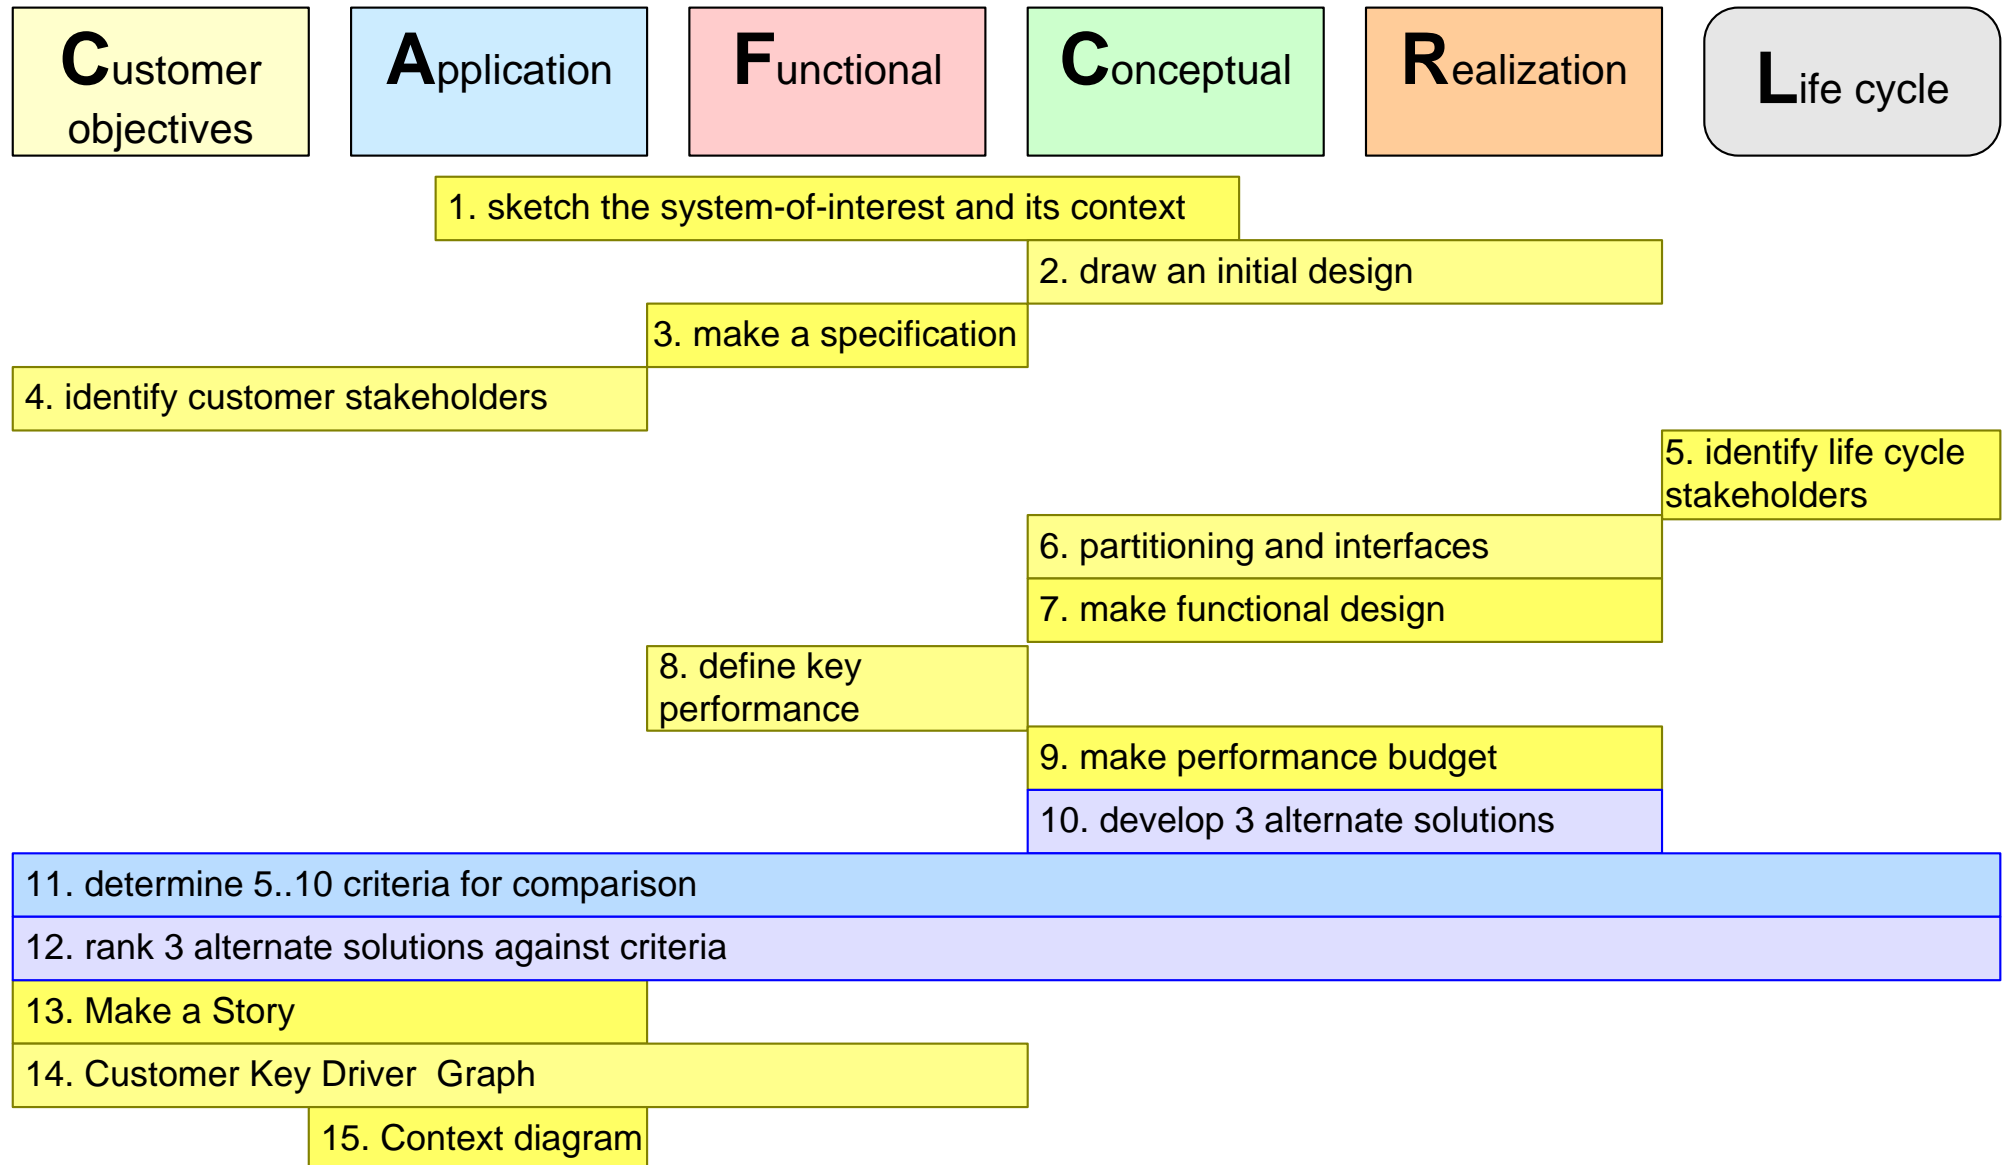 Customer
objectives
Application
Functional
Conceptual
Realization
Life cycle
1. sketch the system-of-interest and its context
2. draw an initial design
3. make a specification
4. identify customer stakeholders
5. identify life cycle
stakeholders
6. partitioning and interfaces
7. make functional design
8. define key
performance
9. make performance budget
10. develop 3 alternate solutions
11. determine 5..10 criteria for comparison
12. rank 3 alternate solutions against criteria
13. Make a Story
14. Customer Key Driver  Graph
15. Context diagram